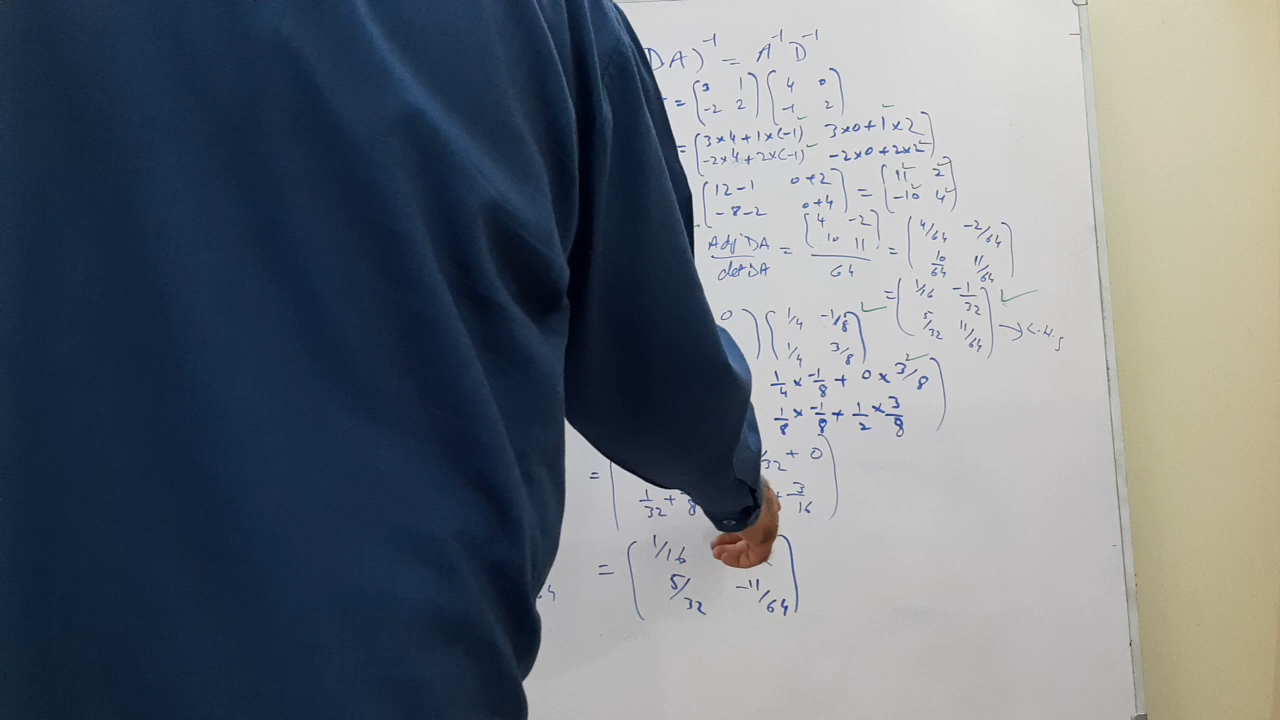 DA)⁻¹ = A⁻¹ D⁻¹
= [3 1 [4 0
-2 2] -1 2]
= [3×4+1×(-1) 3×0+1×2
-2×4+2×(-1) -2×0+2×2]
[12-1 0+2 = [11 2
-8-2 0+4] -10 4]
Adj DA / det DA = [4 -2 / 10 11] / 64 = [4/64 -2/64
10/64 11/64]
= [1/16 -1/32
5/32 11/64] →
0 ] [1/4 -1/8
1/4 3/8]
1/4 × -1/8 + 0 × 3/8
1/8 × -1/8 + 1/2 × 3/8
= [ /32 + 0
1/32 + /8 + 3/16]
= [1/16
5/32 -11/64]